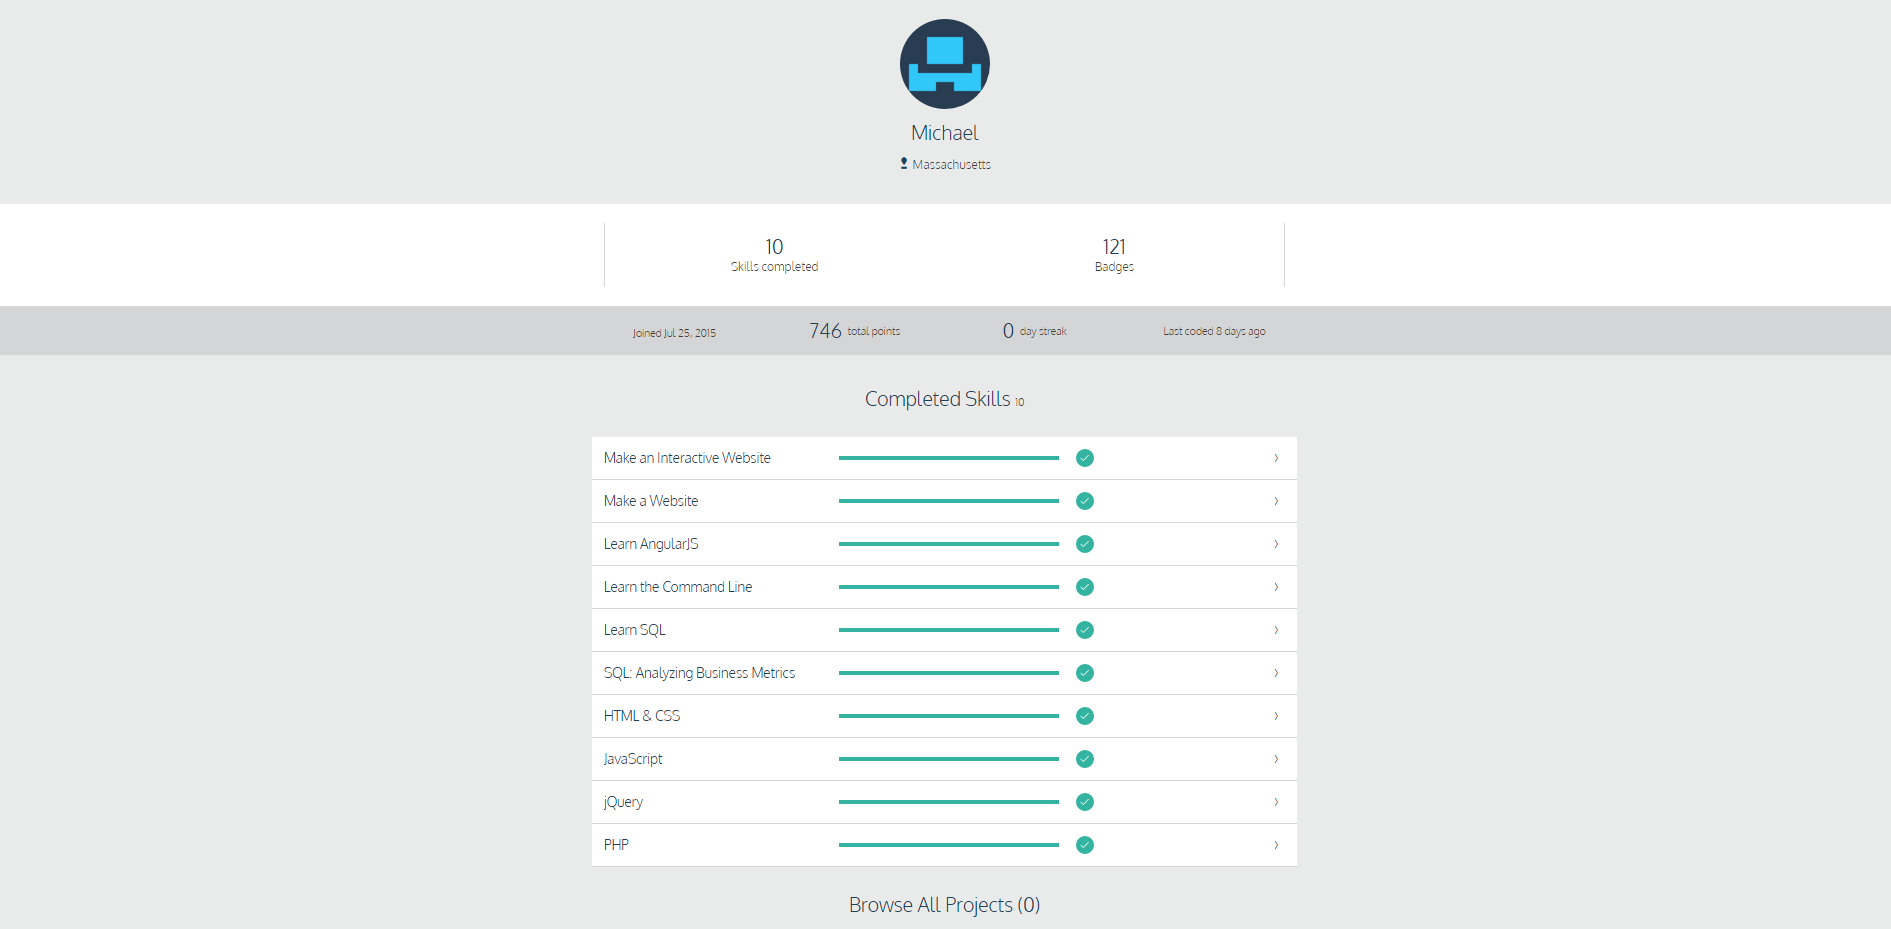 Michael
Massachusetts
10
Skills completed
121
Badges
Joined Jul 25, 2015
746 total points
0 day streak
Last coded 8 days ago
Completed Skills 10
Make an Interactive Website
Make a Website
Learn AngularJS
Learn the Command Line
Learn SQL
SQL: Analyzing Business Metrics
HTML & CSS
JavaScript
jQuery
PHP
Browse All Projects (0)